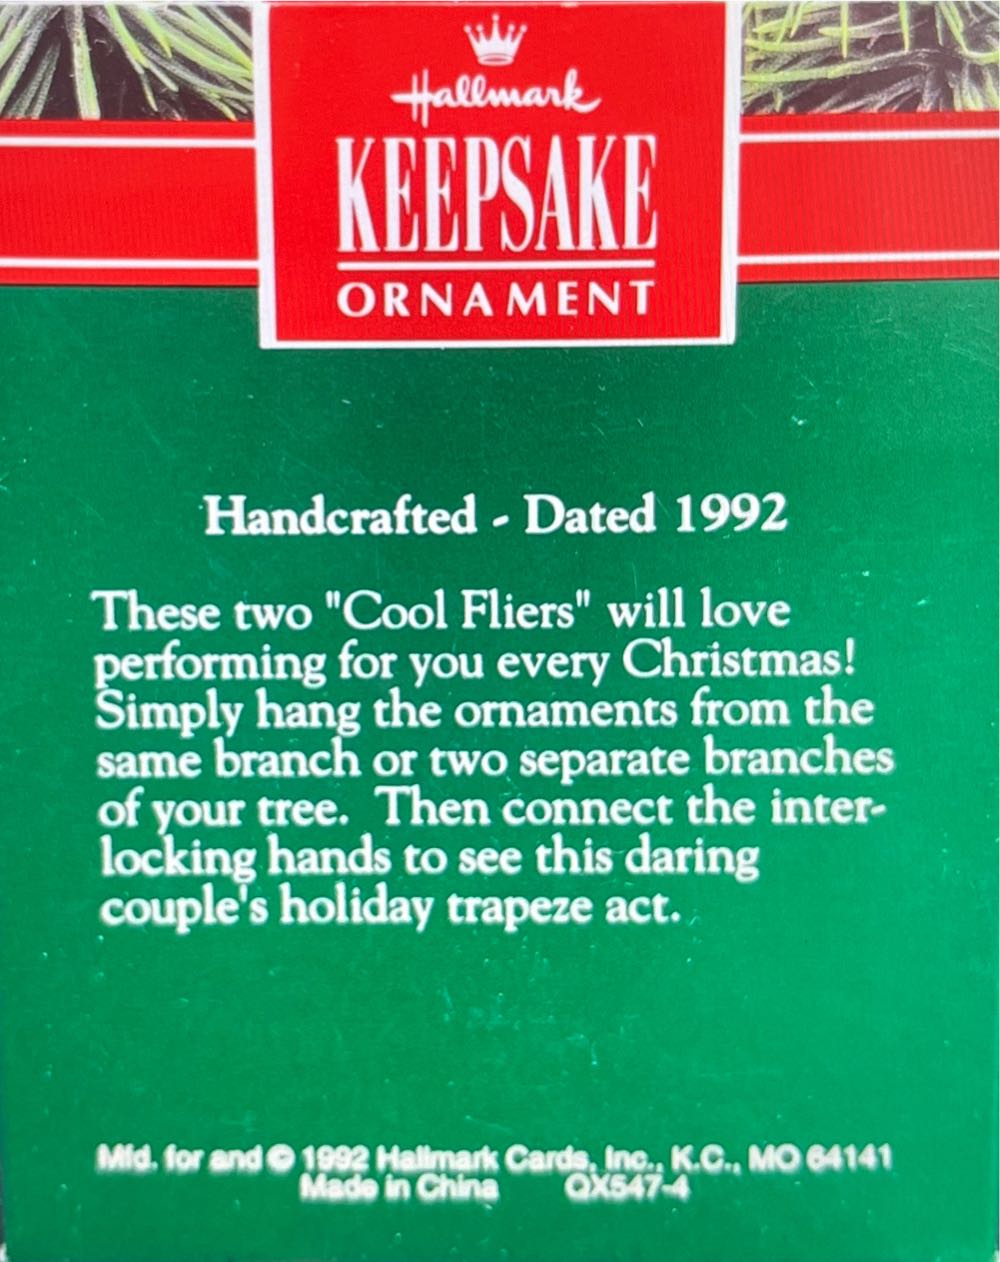 Hallmark
KEEPSAKE
ORNAMENT
Handcrafted - Dated 1992
These two "Cool Fliers" will love
performing for you every Christmas!
Simply hang the ornaments from the
same branch or two separate branches
of your tree. Then connect the inter-
locking hands to see this daring
couple's holiday trapeze act.
Mfd. for and © 1992 Hallmark Cards, Inc., K.C., MO 64141
Made in China QX547-4